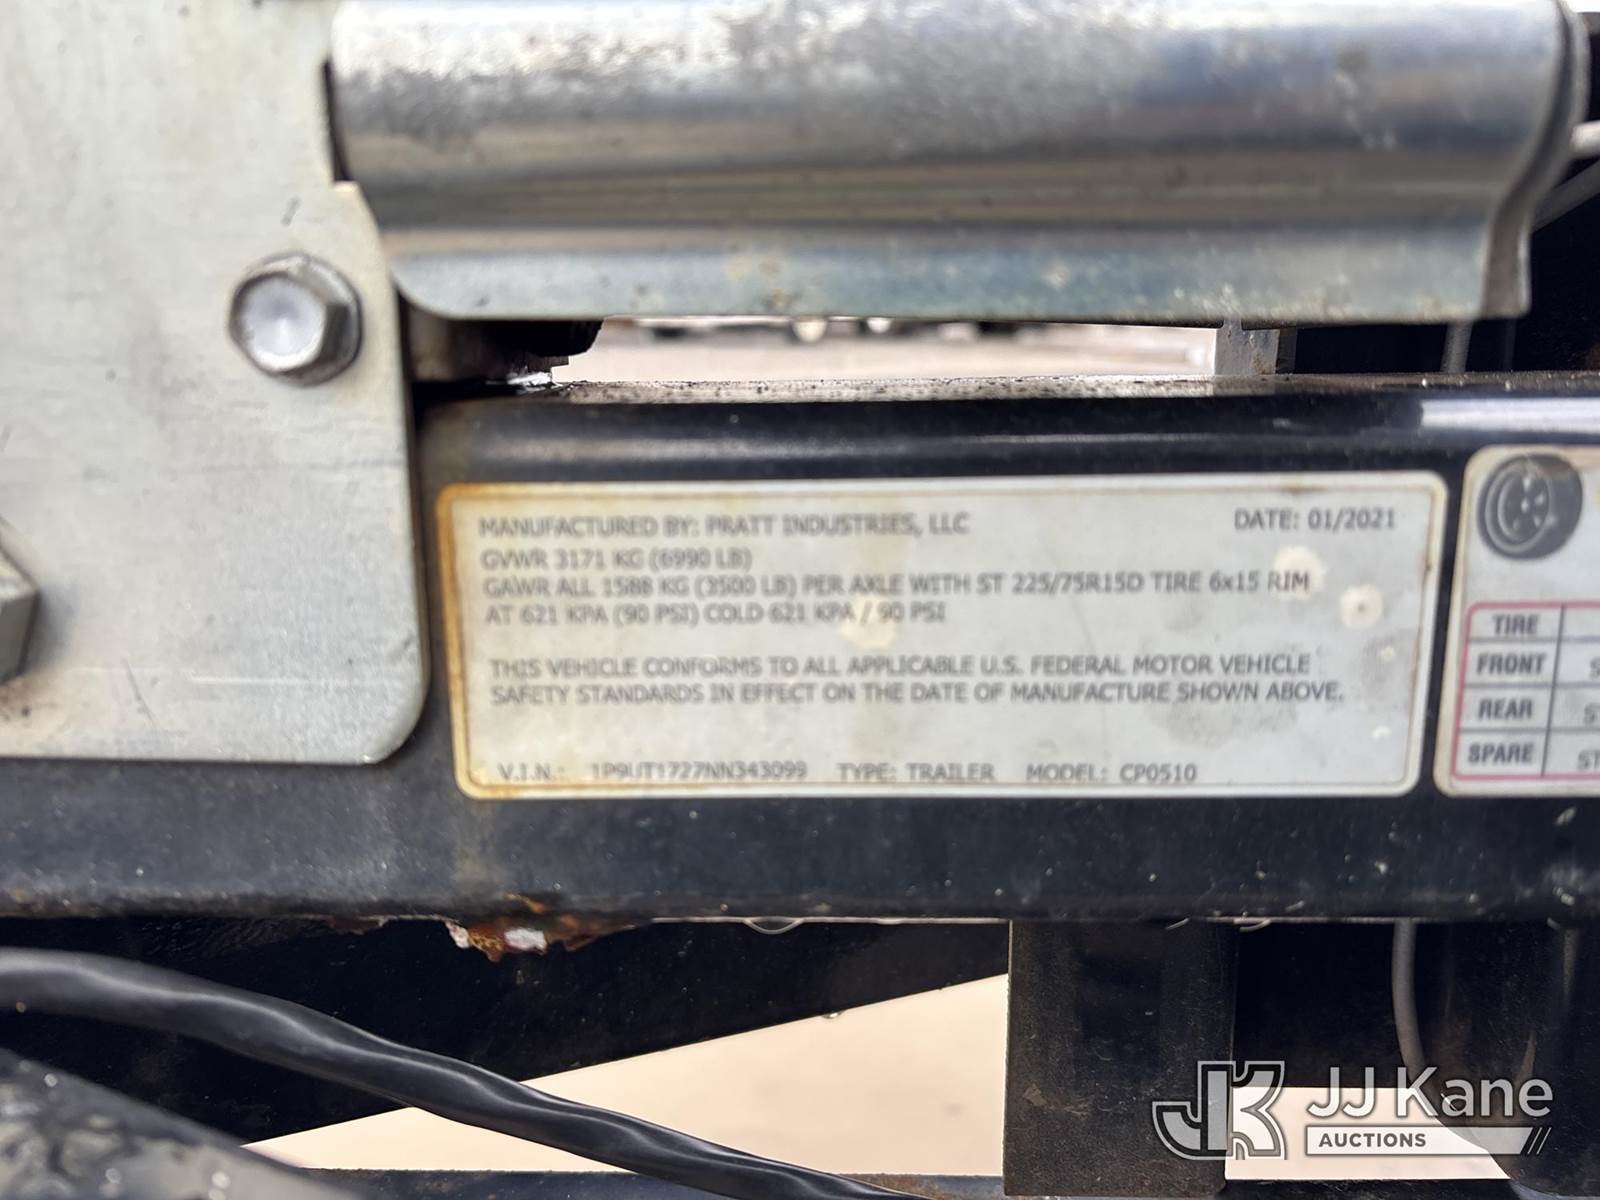 MANUFACTURED BY: PRATT INDUSTRIES, LLC DATE: 01/2021
GVWR 3171 KG (6990 LB)
GAWR ALL 1588 KG (3500 LB) PER AXLE WITH ST 225/75R15D TIRE 6x15 RIM
AT 621 KPA (90 PSI) COLD 621 KPA / 90 PSI
THIS VEHICLE CONFORMS TO ALL APPLICABLE U.S. FEDERAL MOTOR VEHICLE
SAFETY STANDARDS IN EFFECT ON THE DATE OF MANUFACTURE SHOWN ABOVE.
V.I.N.: 1P9UT1727NN343099 TYPE: TRAILER MODEL: CP0510
TIRE
FRONT S
REAR ST
SPARE ST
JK JJ Kane
AUCTIONS